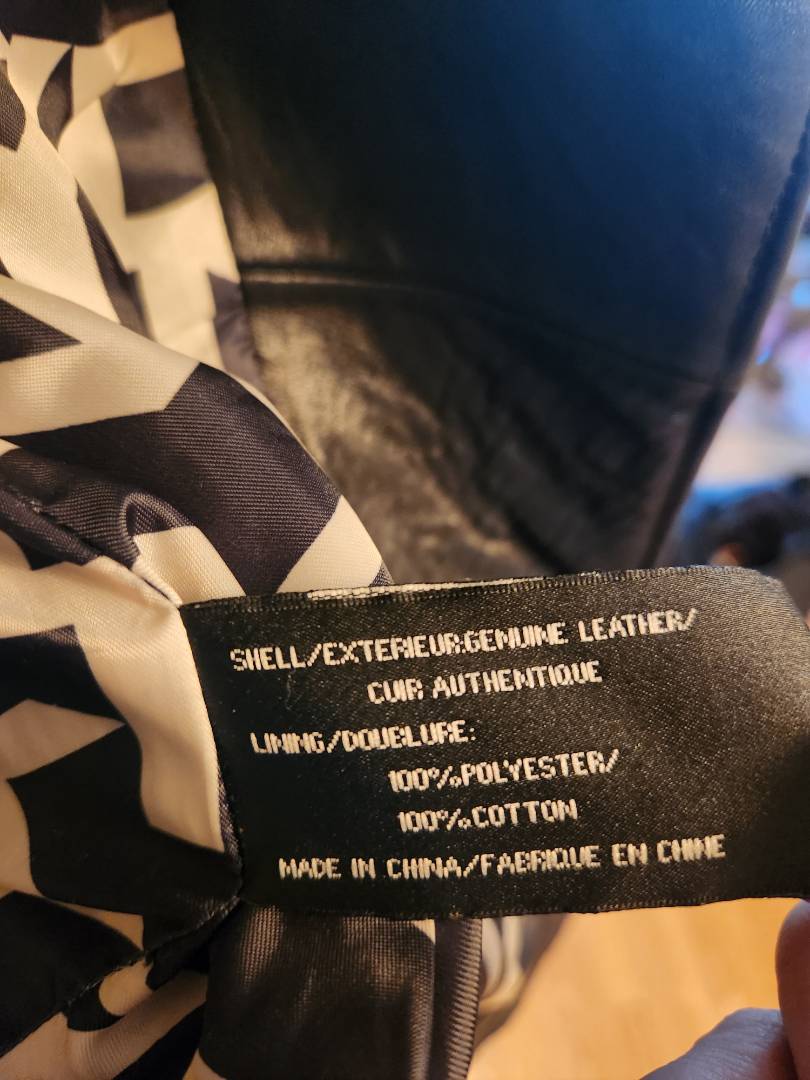 SHELL/EXTERIEUR:GENUINE LEATHER/
CUIR AUTHENTIQUE
LINING/DOUBLURE:
100%POLYESTER/
100%COTTON
MADE IN CHINA/FABRIQUE EN CHINE